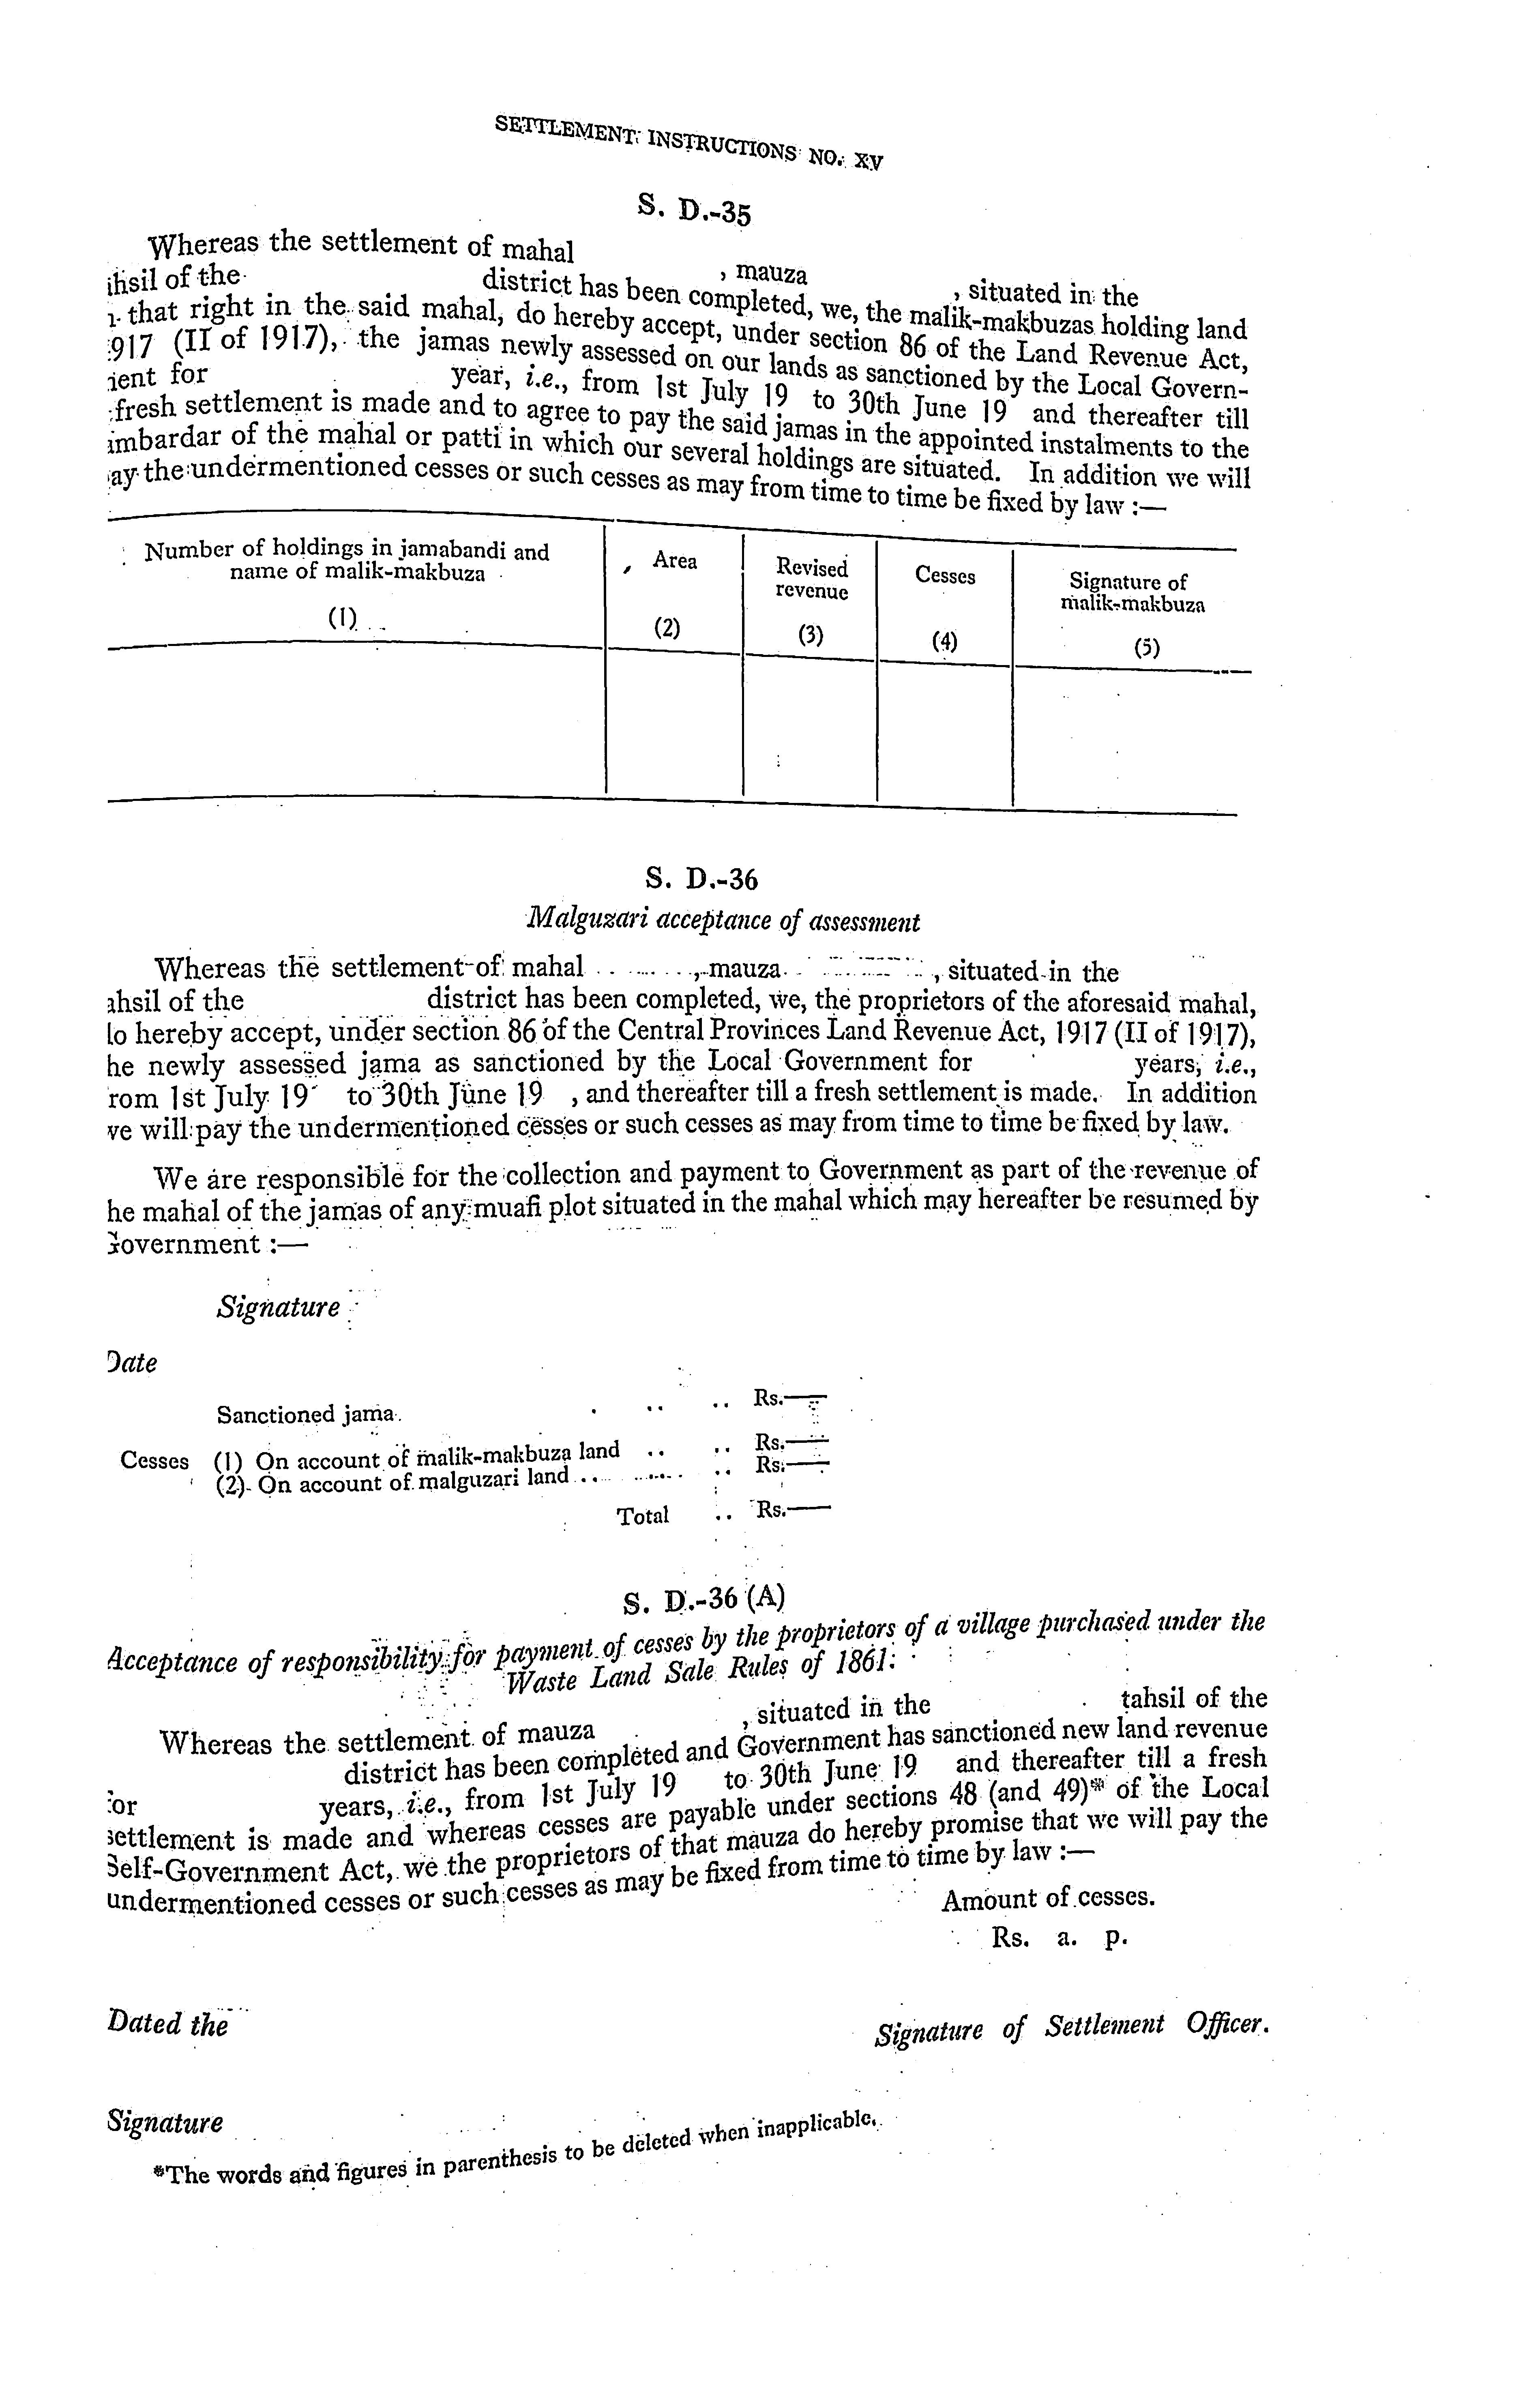 SETTLEMENT INSTRUCTIONS NO. XV
S. D.-35
Whereas the settlement of mahal , mauza , situated in the
ihsil of the district has been completed, we, the malik-makbuzas holding land
that right in the said mahal, do hereby accept, under section 86 of the Land Revenue Act,
917 (II of 1917), the jamas newly assessed on our lands as sanctioned by the Local Govern-
ient for year, i.e., from 1st July 19 to 30th June 19 and thereafter till
fresh settlement is made and to agree to pay the said jamas in the appointed instalments to the
imbardar of the mahal or patti in which our several holdings are situated. In addition we will
ay the undermentioned cesses or such cesses as may from time to time be fixed by law :—
Number of holdings in jamabandi and name of malik-makbuza
Area
Revised revenue
Cesses
Signature of malik-makbuza
(1) (2) (3) (4) (5)
S. D.-36
Malguzari acceptance of assessment
Whereas the settlement of mahal , mauza , situated in the
ahsil of the district has been completed, we, the proprietors of the aforesaid mahal,
lo hereby accept, under section 86 of the Central Provinces Land Revenue Act, 1917 (II of 1917),
he newly assessed jama as sanctioned by the Local Government for years, i.e.,
rom 1st July 19 to 30th June 19 , and thereafter till a fresh settlement is made. In addition
ve will pay the undermentioned cesses or such cesses as may from time to time be fixed by law.
We are responsible for the collection and payment to Government as part of the revenue of
he mahal of the jamas of any muafi plot situated in the mahal which may hereafter be resumed by
Government :—
Signature
Date
Sanctioned jama . .. .. Rs.——
Cesses (1) On account of malik-makbuza land .. .. Rs.——
(2) On account of malguzari land .. .. .. Rs.——
Total .. Rs.——
S. D.-36 (A)
Acceptance of responsibility for payment of cesses by the proprietors of a village purchased under the
Waste Land Sale Rules of 1861.
Whereas the settlement of mauza , situated in the tahsil of the
district has been completed and Government has sanctioned new land revenue
for years, i.e., from 1st July 19 to 30th June 19 and thereafter till a fresh
settlement is made and whereas cesses are payable under sections 48 (and 49)* of the Local
Self-Government Act, we the proprietors of that mauza do hereby promise that we will pay the
undermentioned cesses or such cesses as may be fixed from time to time by law :—
Amount of cesses.
Rs. a. p.
Dated the
Signature of Settlement Officer.
Signature
*The words and figures in parenthesis to be deleted when inapplicable.